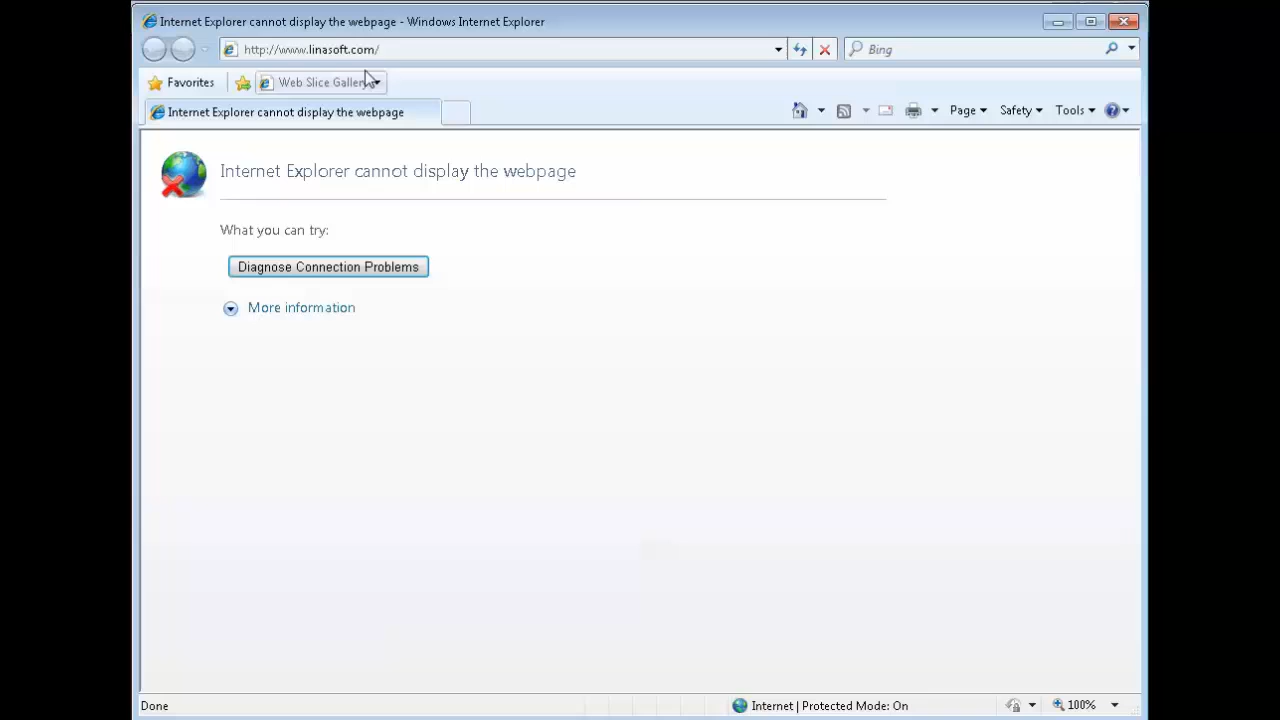 Internet Explorer cannot display the webpage - Windows Internet Explorer
http://www.linasoft.com/
Bing
Favorites
Web Slice Galler
Internet Explorer cannot display the webpage
Page
Safety
Tools
Internet Explorer cannot display the webpage
What you can try:
Diagnose Connection Problems
More information
Done
Internet | Protected Mode: On
100%